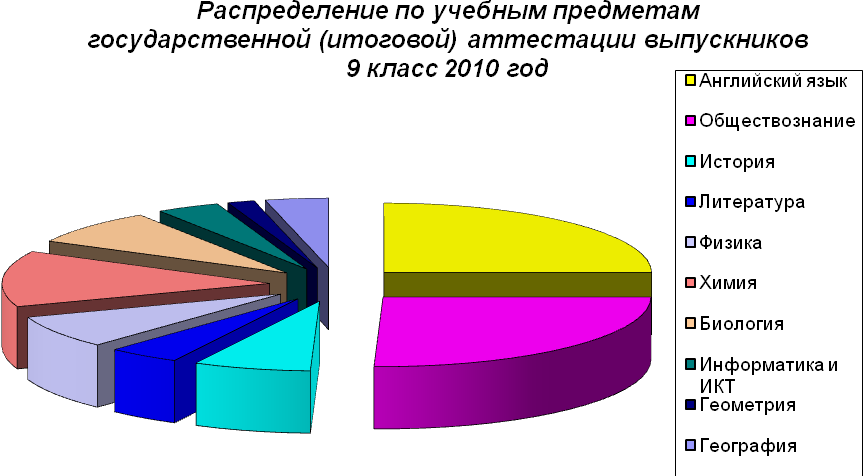 Распределение по учебным предметам
государственной (итоговой) аттестации выпускников
9 класс 2010 год
Английский язык
Обществознание
История
Литература
Физика
Химия
Биология
Информатика и
ИКТ
Геометрия
География